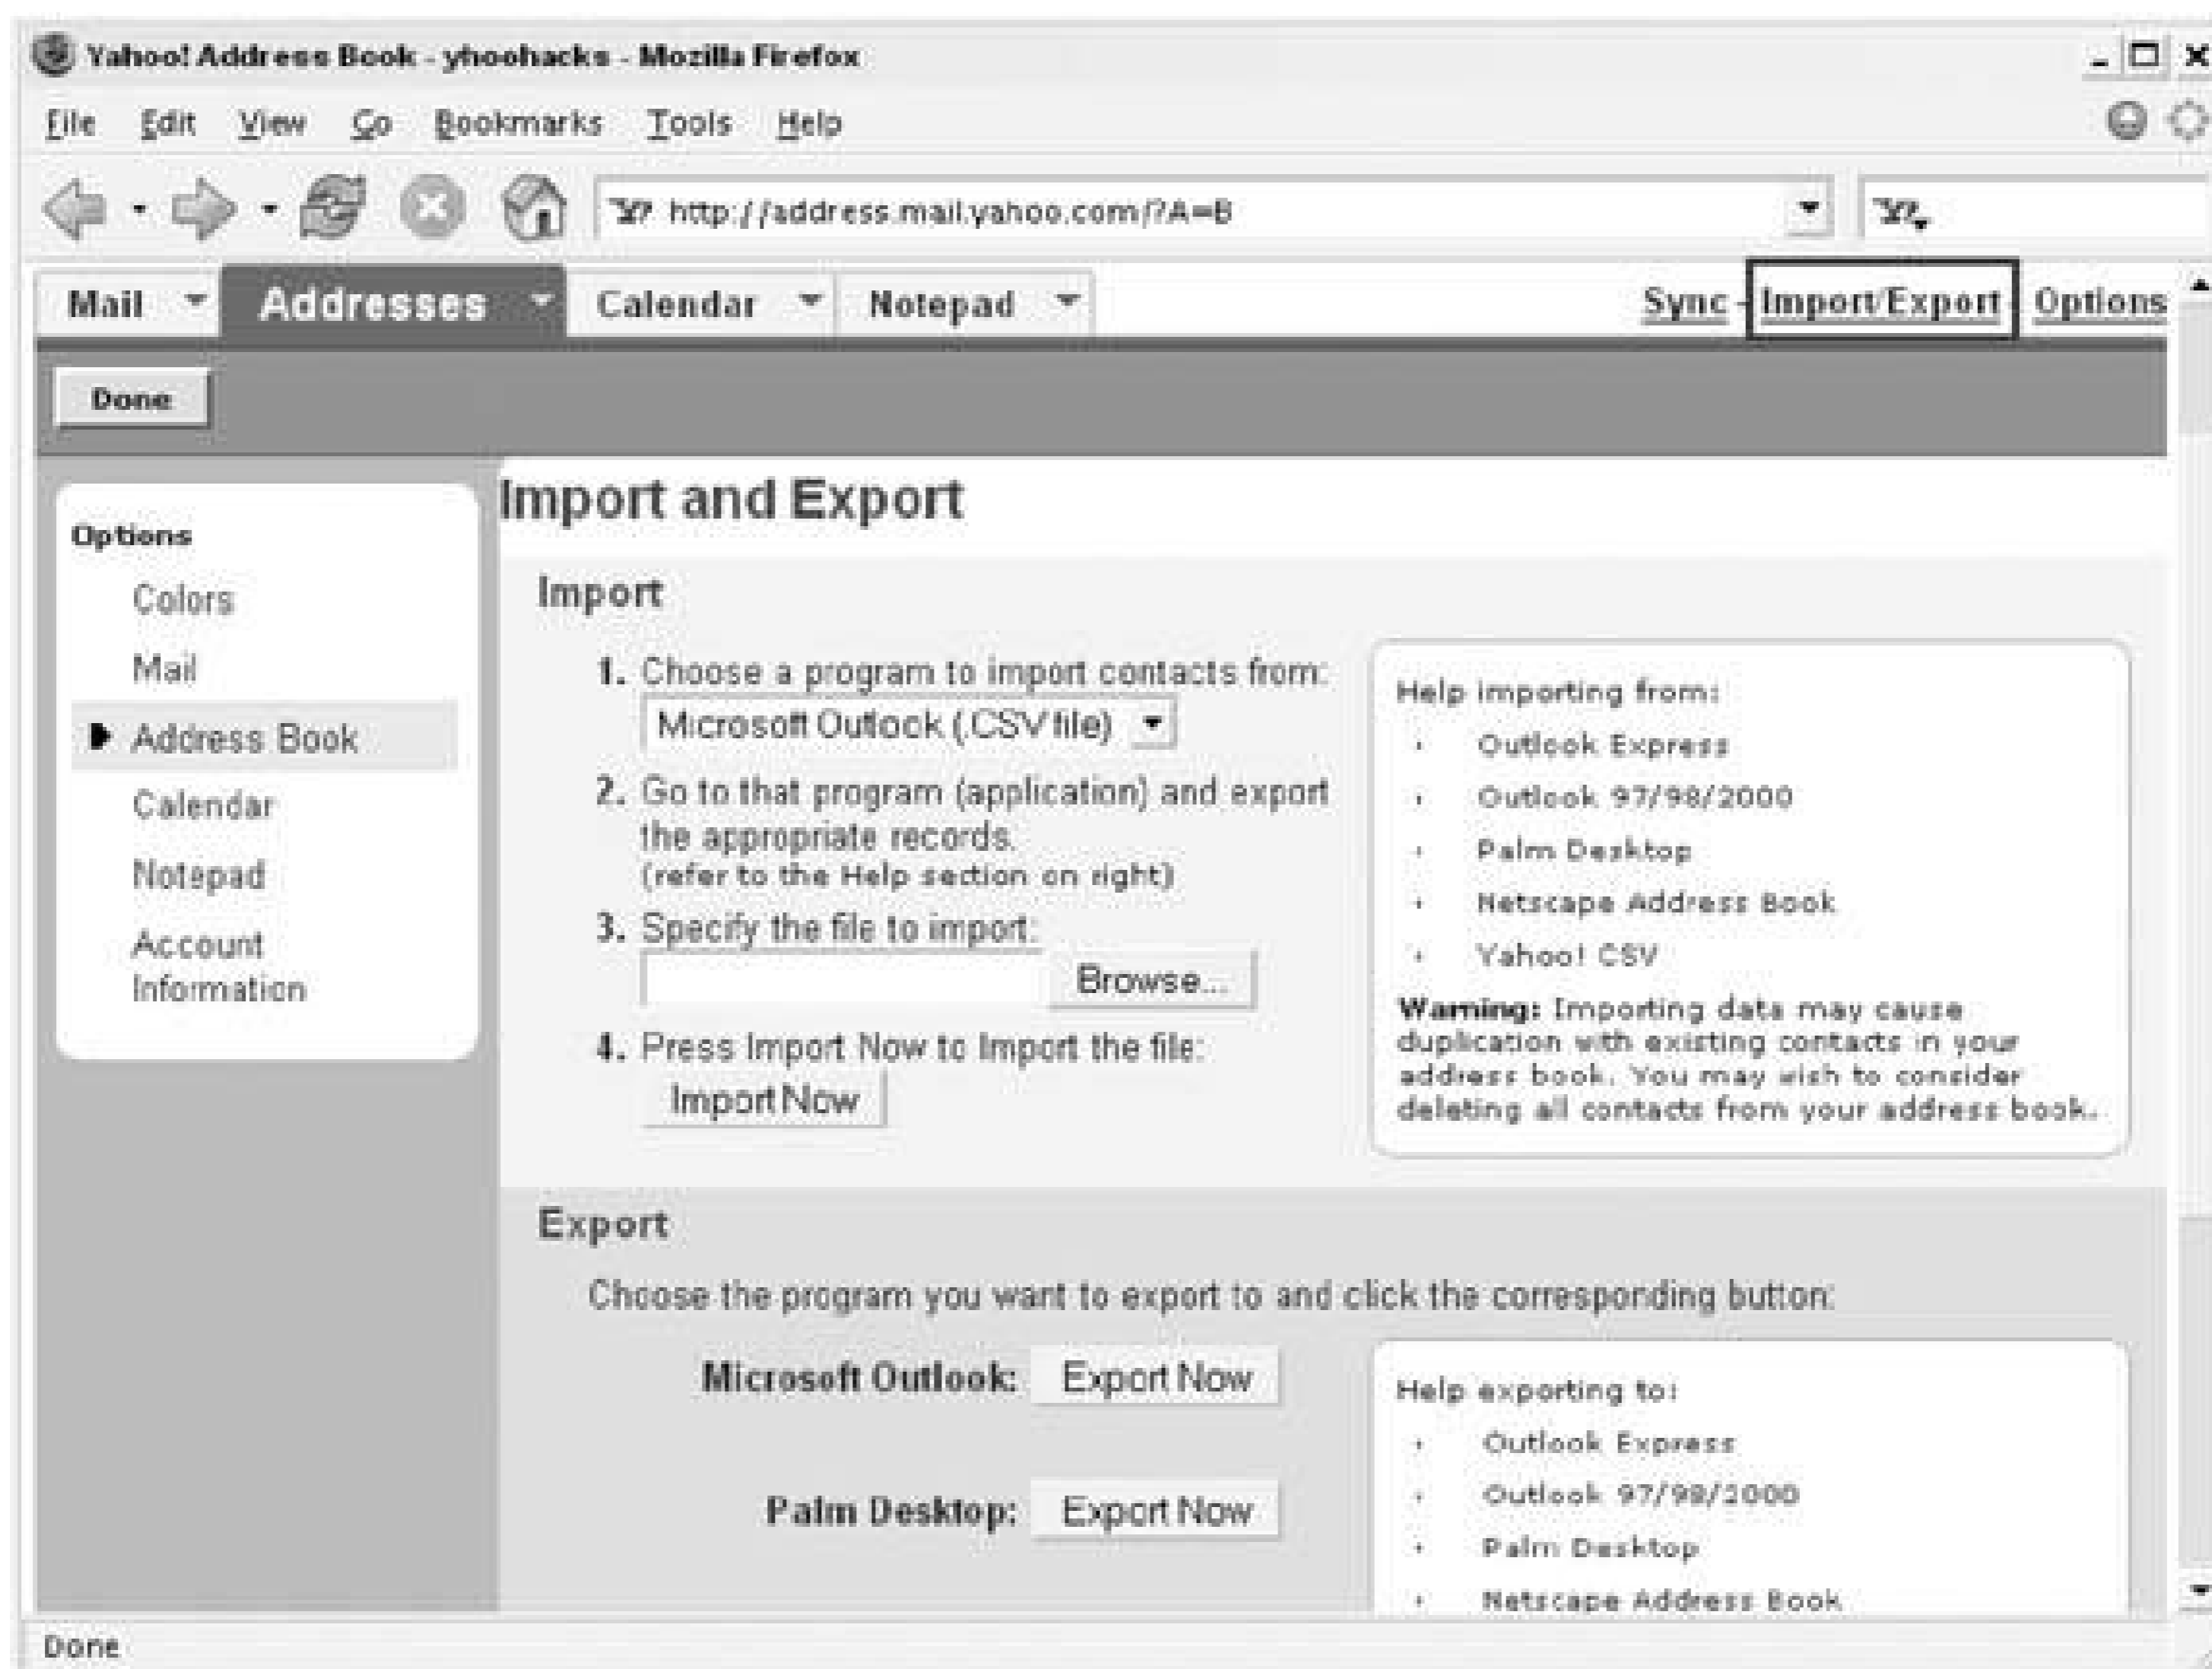 Yahoo! Address Book - yhoohacks - Mozilla Firefox
File Edit View Go Bookmarks Tools Help
http://address.mail.yahoo.com/?A=B
Mail Addresses Calendar Notepad Sync - Import/Export Options
Done
Options
Colors
Mail
Address Book
Calendar
Notepad
Account
Information
Import and Export
Import
1. Choose a program to import contacts from:
Microsoft Outlook (.CSV file)
2. Go to that program (application) and export
the appropriate records.
(refer to the Help section on right)
3. Specify the file to import:
Browse...
4. Press Import Now to Import the file:
Import Now
Help importing from:
· Outlook Express
· Outlook 97/98/2000
· Palm Desktop
· Netscape Address Book
· Yahoo! CSV
Warning: Importing data may cause
duplication with existing contacts in your
address book. You may wish to consider
deleting all contacts from your address book.
Export
Choose the program you want to export to and click the corresponding button:
Microsoft Outlook: Export Now
Palm Desktop: Export Now
Help exporting to:
· Outlook Express
· Outlook 97/98/2000
· Palm Desktop
· Netscape Address Book
Done